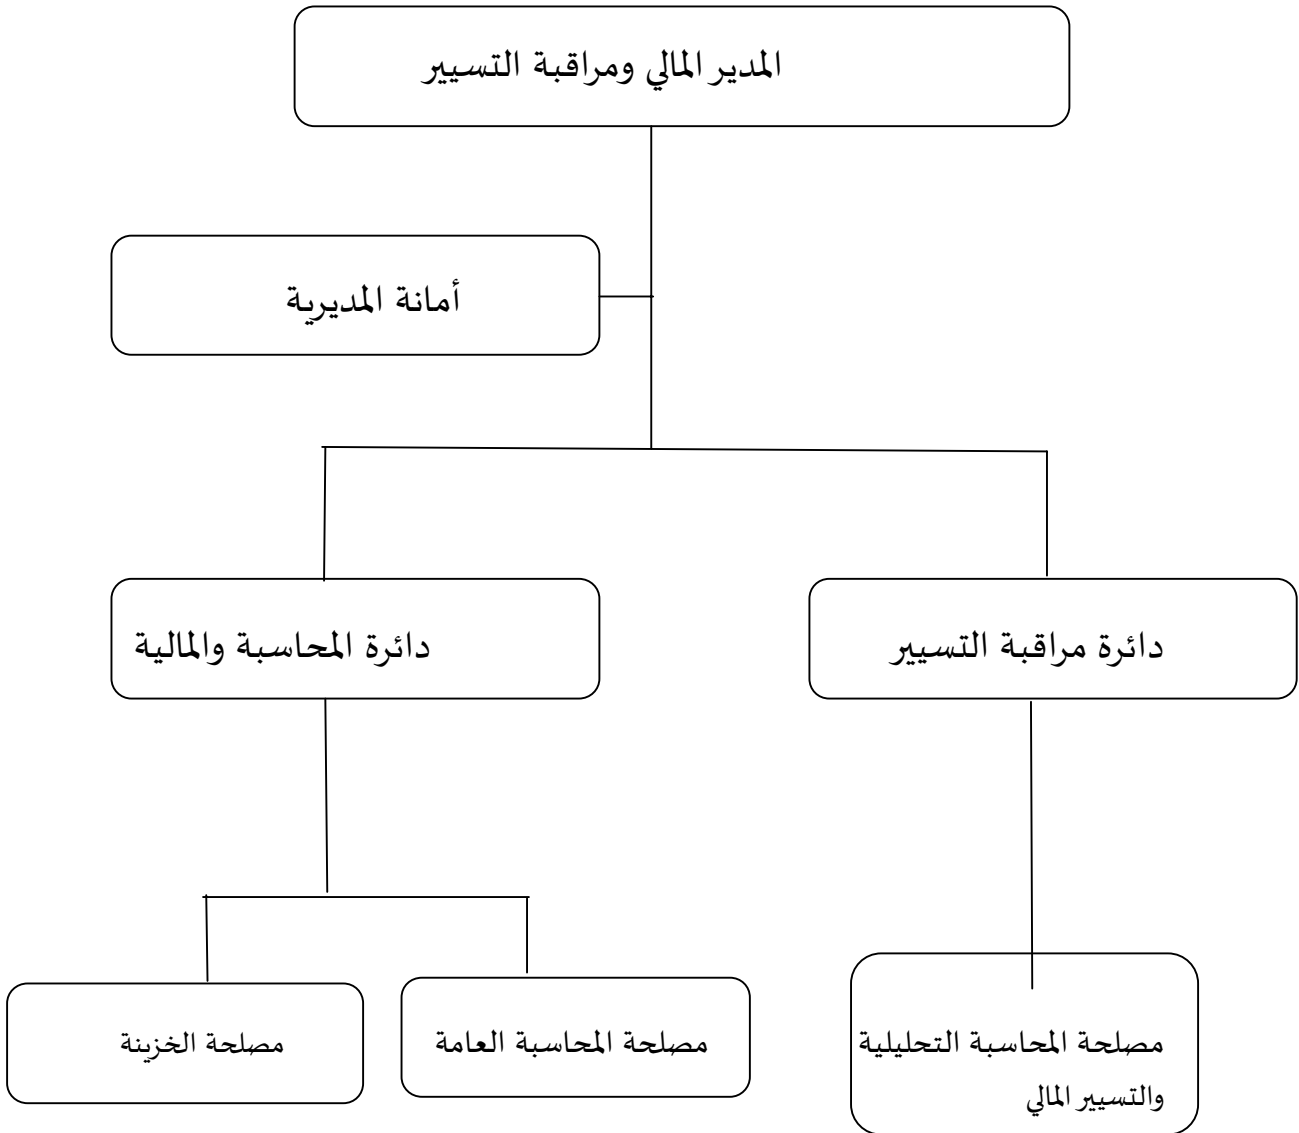 المدير المالي ومراقبة التسيير
أمانة المديرية
دائرة مراقبة التسيير
دائرة المحاسبة والمالية
مصلحة المحاسبة التحليلية
والتسيير المالي
مصلحة المحاسبة العامة
مصلحة الخزينة